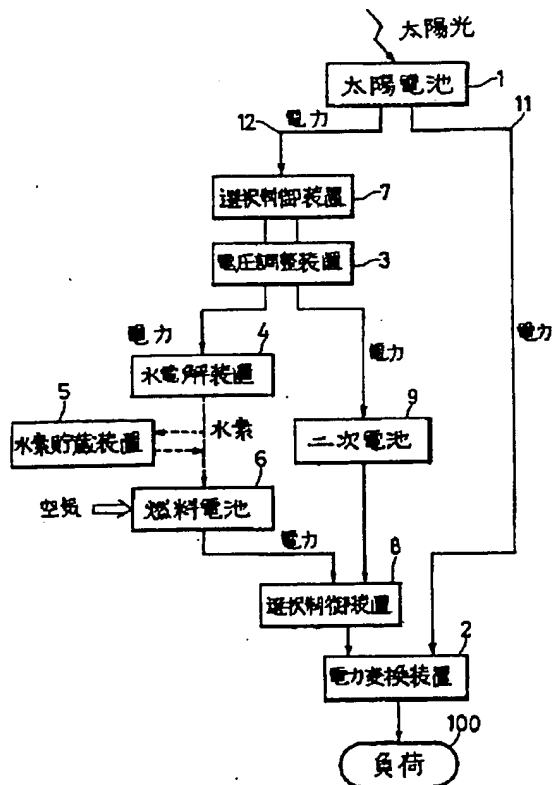 太陽光
太陽電池
1
12
電力
11
選択制御装置
7
電圧調整装置
3
電力
4
電力
電力
水電解装置
5
9
水素
水素貯蔵装置
二次電池
6
空気
燃料電池
電力
8
選択制御装置
2
電力変換装置
100
負荷